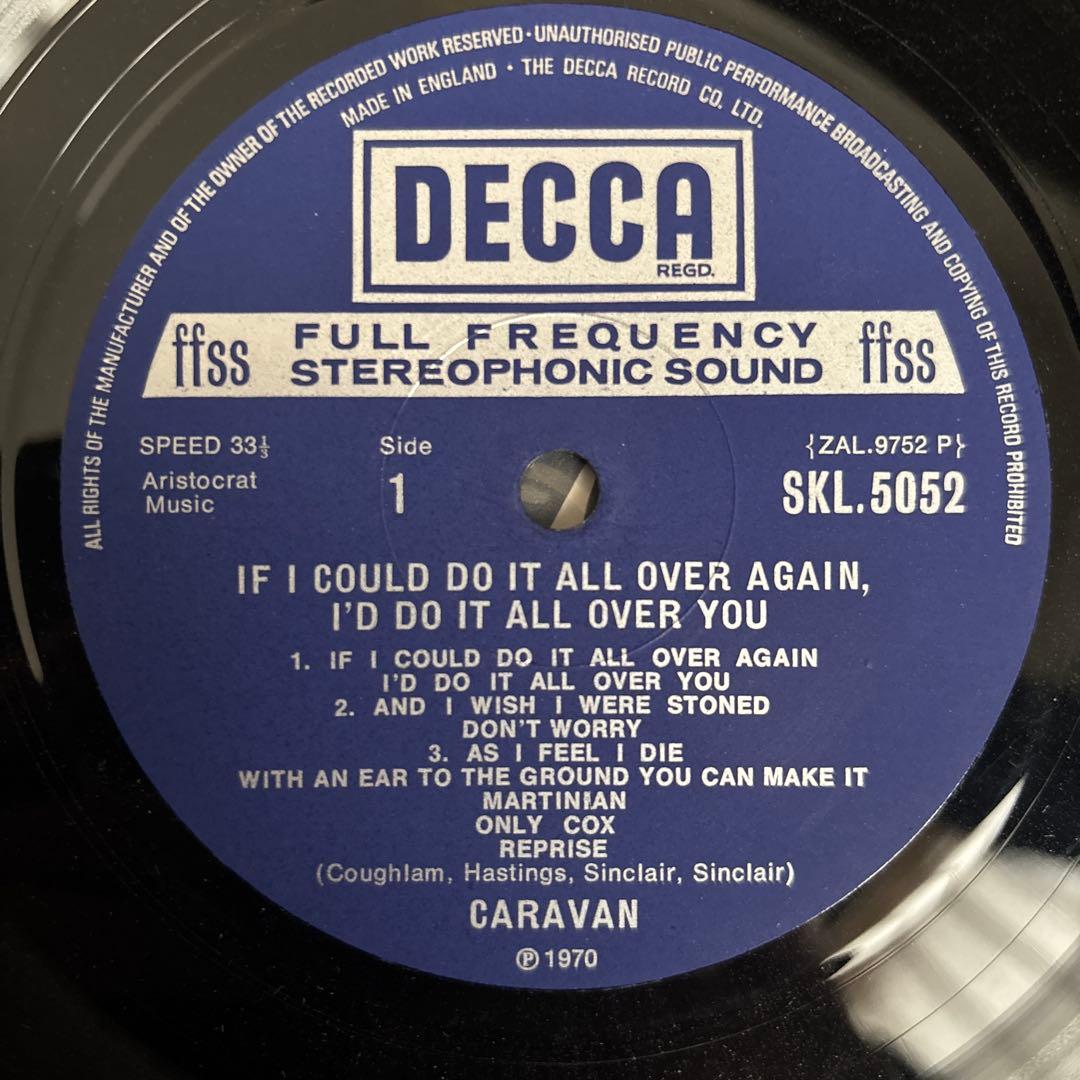 ALL RIGHTS OF THE MANUFACTURER AND OF THE OWNER OF THE RECORDED WORK RESERVED · UNAUTHORISED PUBLIC PERFORMANCE BROADCASTING AND COPYING OF THIS RECORD PROHIBITED
MADE IN ENGLAND · THE DECCA RECORD CO. LTD.
DECCA
REGD.
ffss FULL FREQUENCY STEREOPHONIC SOUND ffss
SPEED 33⅓ Side {ZAL.9752 P}
Aristocrat Music 1 SKL.5052
IF I COULD DO IT ALL OVER AGAIN,
I'D DO IT ALL OVER YOU
1. IF I COULD DO IT ALL OVER AGAIN
I'D DO IT ALL OVER YOU
2. AND I WISH I WERE STONED
DON'T WORRY
3. AS I FEEL I DIE
WITH AN EAR TO THE GROUND YOU CAN MAKE IT
MARTINIAN
ONLY COX
REPRISE
(Coughlam, Hastings, Sinclair, Sinclair)
CARAVAN
℗ 1970